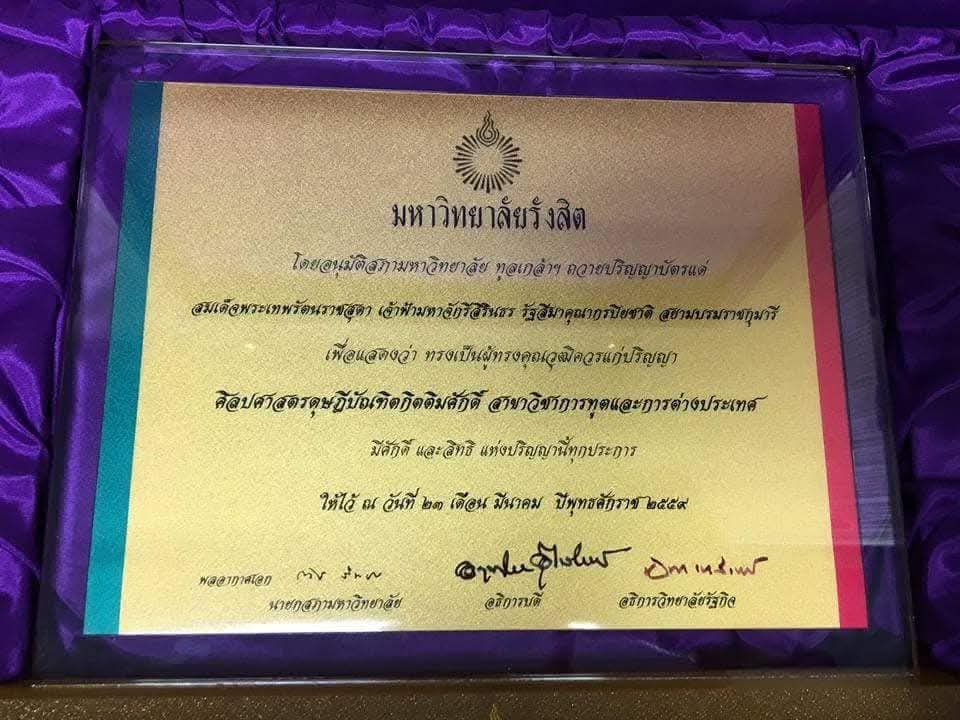 มหาวิทยาลัยรังสิต
โดยอนุมัติสภามหาวิทยาลัย ทูลเกล้าฯ ถวายปริญญาบัตรแด่
สมเด็จพระเทพรัตนราชสุดา เจ้าฟ้ามหาจักรีสิรินธร รัฐสีมาคุณากรปิยชาติ สยามบรมราชกุมารี
เพื่อแสดงว่า ทรงเป็นผู้ทรงคุณวุฒิควรแก่ปริญญา
ศิลปศาสตรดุษฎีบัณฑิตกิตติมศักดิ์ สาขาวิชาการทูตและการต่างประเทศ
มีศักดิ์ และสิทธิ แห่งปริญญานี้ทุกประการ
ให้ไว้ ณ วันที่ ๒๓ เดือน มีนาคม ปีพุทธศักราช ๒๕๕๙
พลอากาศเอก
นายกสภามหาวิทยาลัย อธิการบดี อธิการวิทยาลัยรัฐกิจ